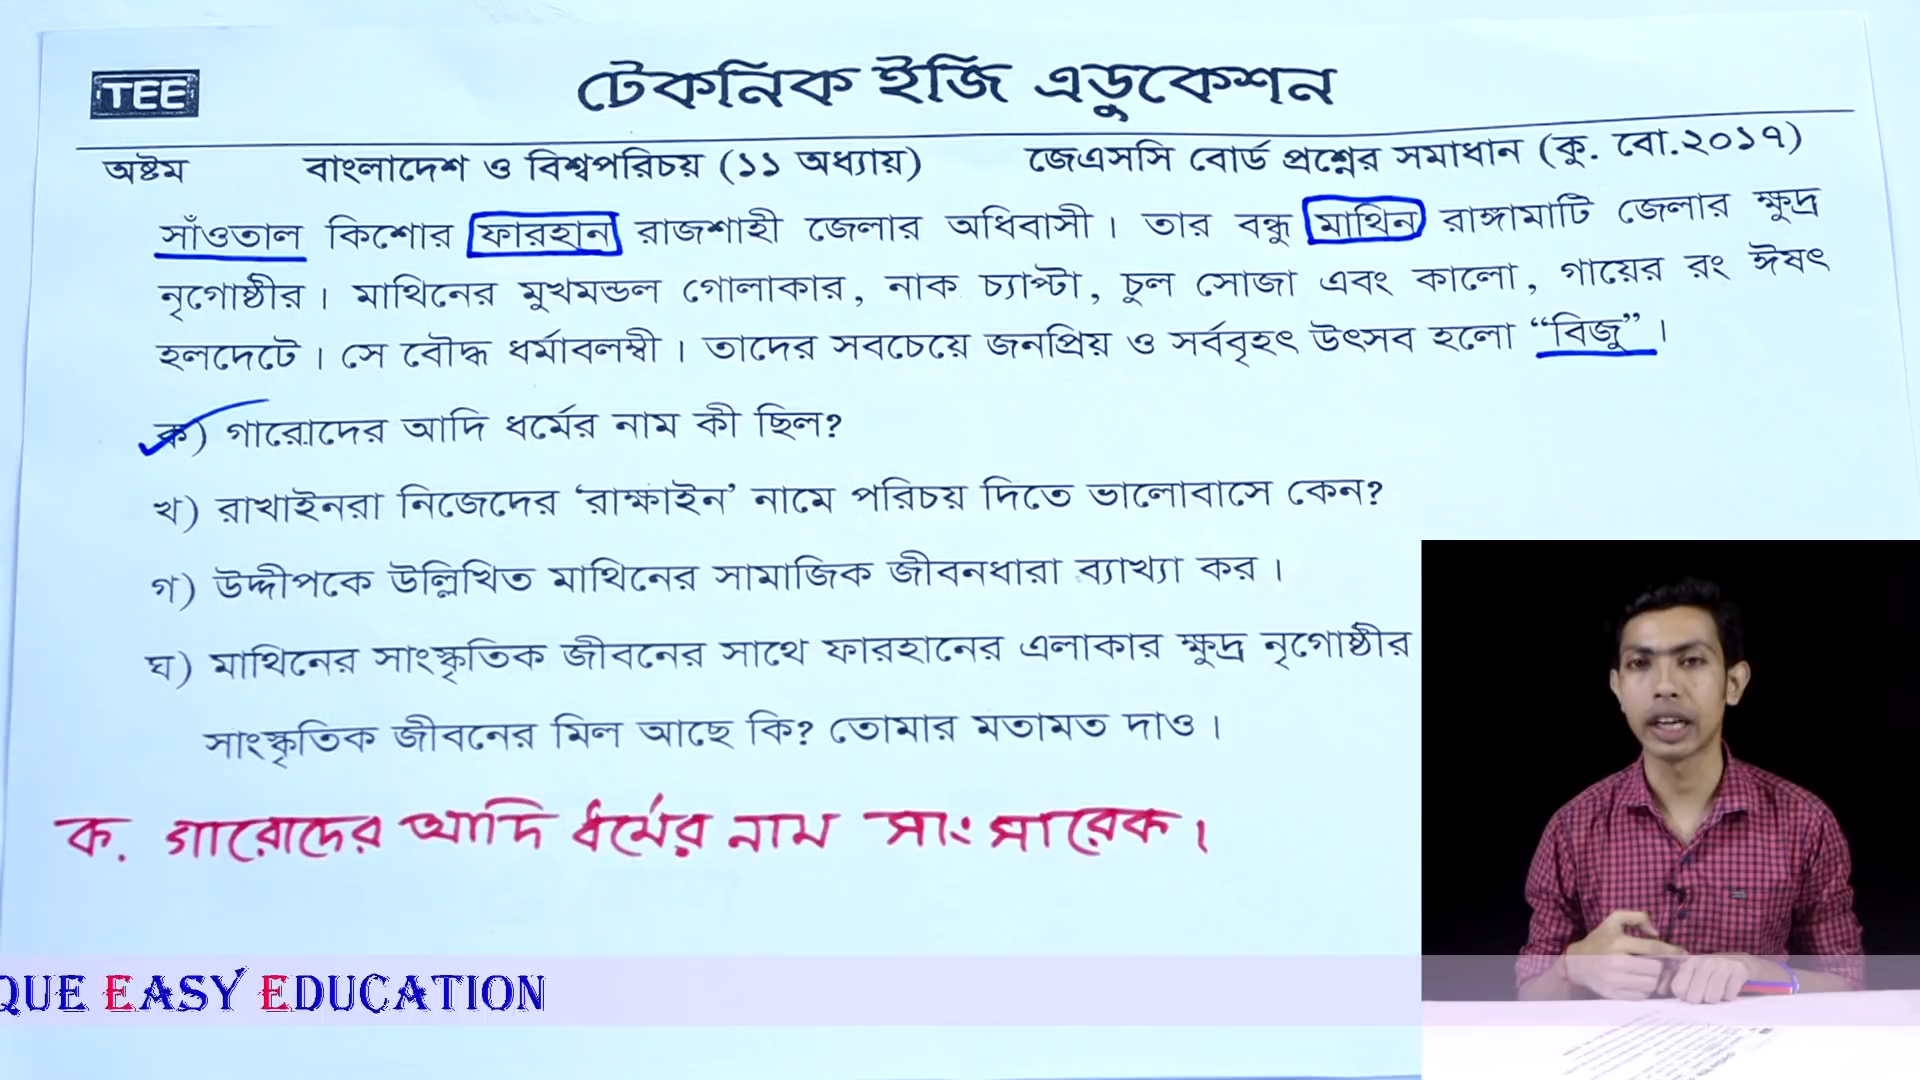 TEE
টেকনিক ইজি এডুকেশন
অষ্টম বাংলাদেশ ও বিশ্বপরিচয় (১১ অধ্যায়) জেএসসি বোর্ড প্রশ্নের সমাধান (কু. বো.২০১৭)
সাঁওতাল কিশোর ফারহান রাজশাহী জেলার অধিবাসী। তার বন্ধু মাথিন রাঙ্গামাটি জেলার ক্ষুদ্র
নৃগোষ্ঠীর। মাথিনের মুখমন্ডল গোলাকার, নাক চ্যাপ্টা, চুল সোজা এবং কালো, গায়ের রং ঈষৎ
হলদেটে। সে বৌদ্ধ ধর্মাবলম্বী। তাদের সবচেয়ে জনপ্রিয় ও সর্ববৃহৎ উৎসব হলো “বিজু”।
ক) গারোদের আদি ধর্মের নাম কী ছিল?
খ) রাখাইনরা নিজেদের ‘রাক্ষাইন’ নামে পরিচয় দিতে ভালোবাসে কেন?
গ) উদ্দীপকে উল্লিখিত মাথিনের সামাজিক জীবনধারা ব্যাখ্যা কর।
ঘ) মাথিনের সাংস্কৃতিক জীবনের সাথে ফারহানের এলাকার ক্ষুদ্র নৃগোষ্ঠীর
সাংস্কৃতিক জীবনের মিল আছে কি? তোমার মতামত দাও।
ক. গারোদের আদি ধর্মের নাম সাংসারেক।
QUE EASY EDUCATION